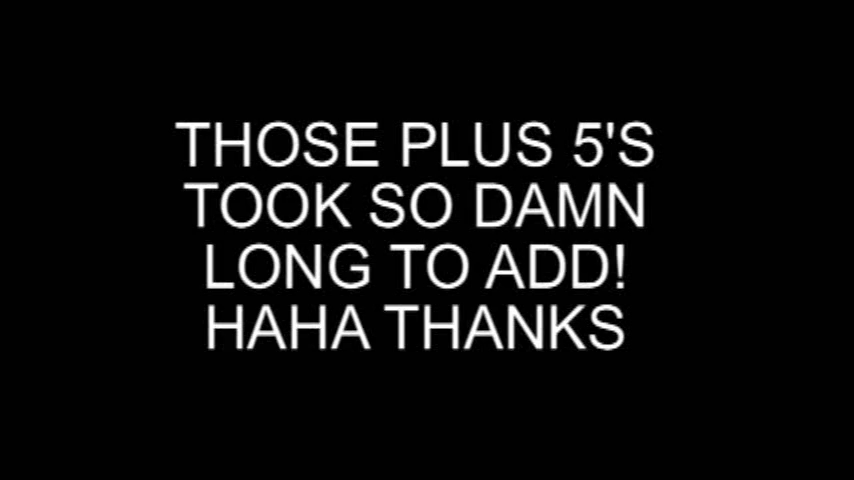 THOSE PLUS 5'S
TOOK SO DAMN
LONG TO ADD!
HAHA THANKS